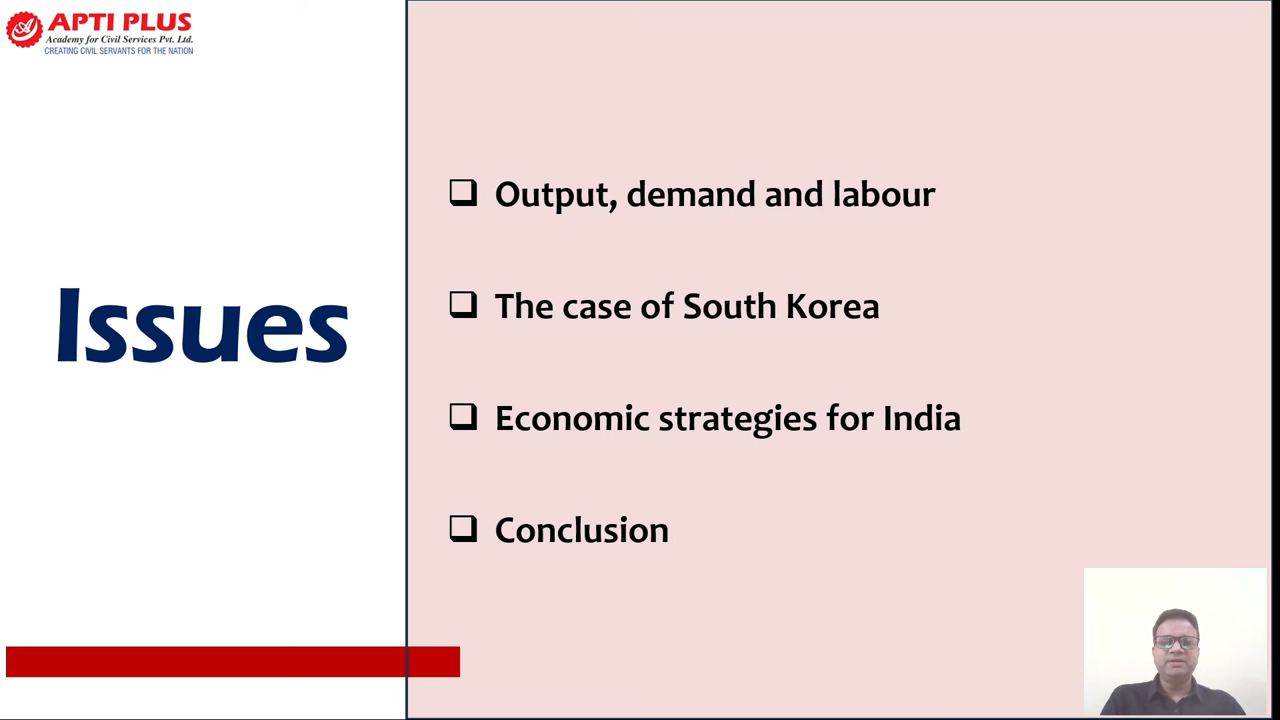 APTI PLUS
Academy for Civil Services Pvt. Ltd.
CREATING CIVIL SERVANTS FOR THE NATION
Issues
Output, demand and labour
The case of South Korea
Economic strategies for India
Conclusion